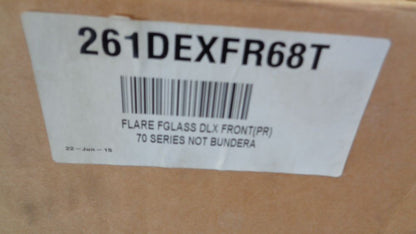 261DEXFR68T
FLARE FGLASS DLX FRONT(PR)
70 SERIES NOT BUNDERA
22-Jun-15